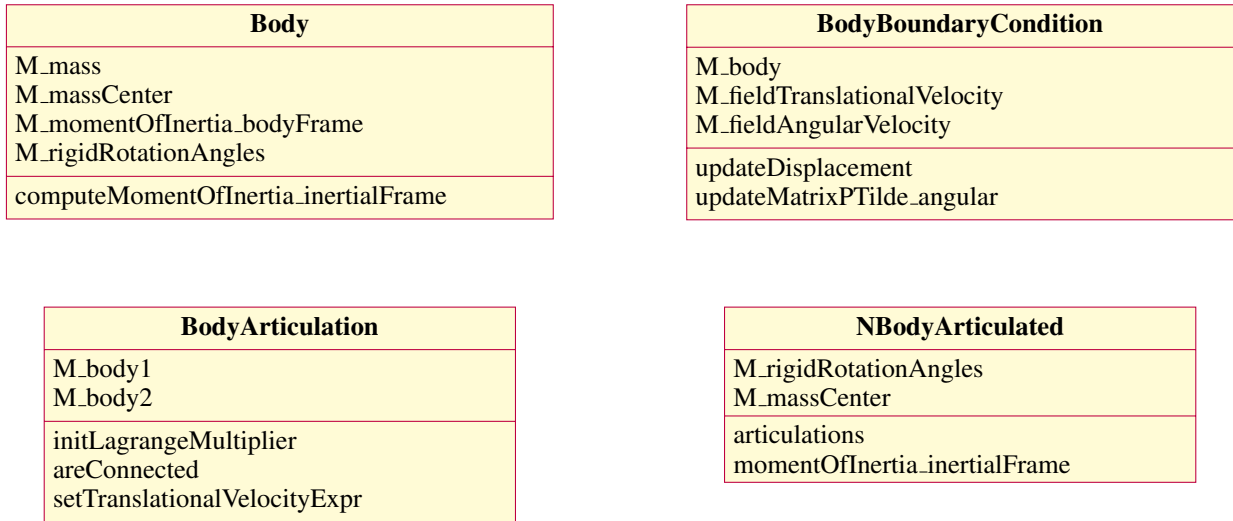 Body
M_mass
M_massCenter
M_momentOfInertia_bodyFrame
M_rigidRotationAngles
computeMomentOfInertia_inertialFrame
BodyBoundaryCondition
M_body
M_fieldTranslationalVelocity
M_fieldAngularVelocity
updateDisplacement
updateMatrixPTilde_angular
BodyArticulation
M_body1
M_body2
initLagrangeMultiplier
areConnected
setTranslationalVelocityExpr
NBodyArticulated
M_rigidRotationAngles
M_massCenter
articulations
momentOfInertia_inertialFrame